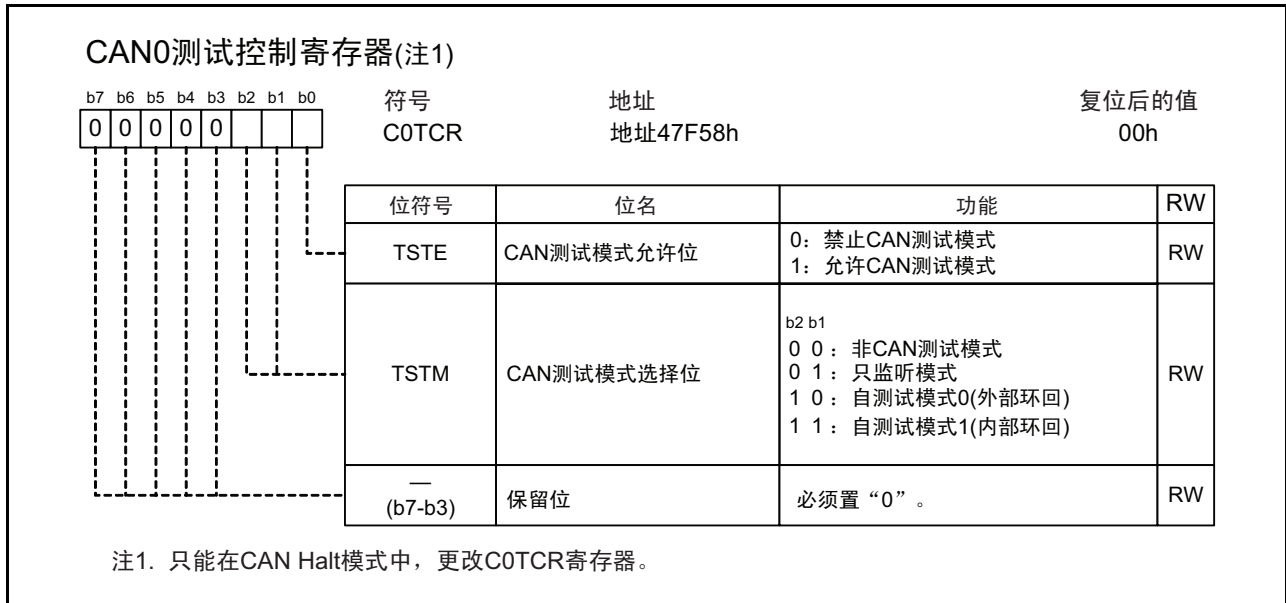 CAN0测试控制寄存器(注1)
b7 b6 b5 b4 b3 b2 b1 b0 符号 地址 复位后的值
0 0 0 0 0 C0TCR 地址47F58h 00h
位符号 位名 功能 RW
TSTE CAN测试模式允许位 0：禁止CAN测试模式 RW
1：允许CAN测试模式
b2 b1
0 0 ：非CAN测试模式
0 1 ：只监听模式
TSTM CAN测试模式选择位 RW
1 0 ：自测试模式0(外部环回)
1 1 ：自测试模式1(内部环回)
—
(b7-b3) 保留位 必须置“0”。 RW
注1. 只能在CAN Halt模式中，更改C0TCR寄存器。